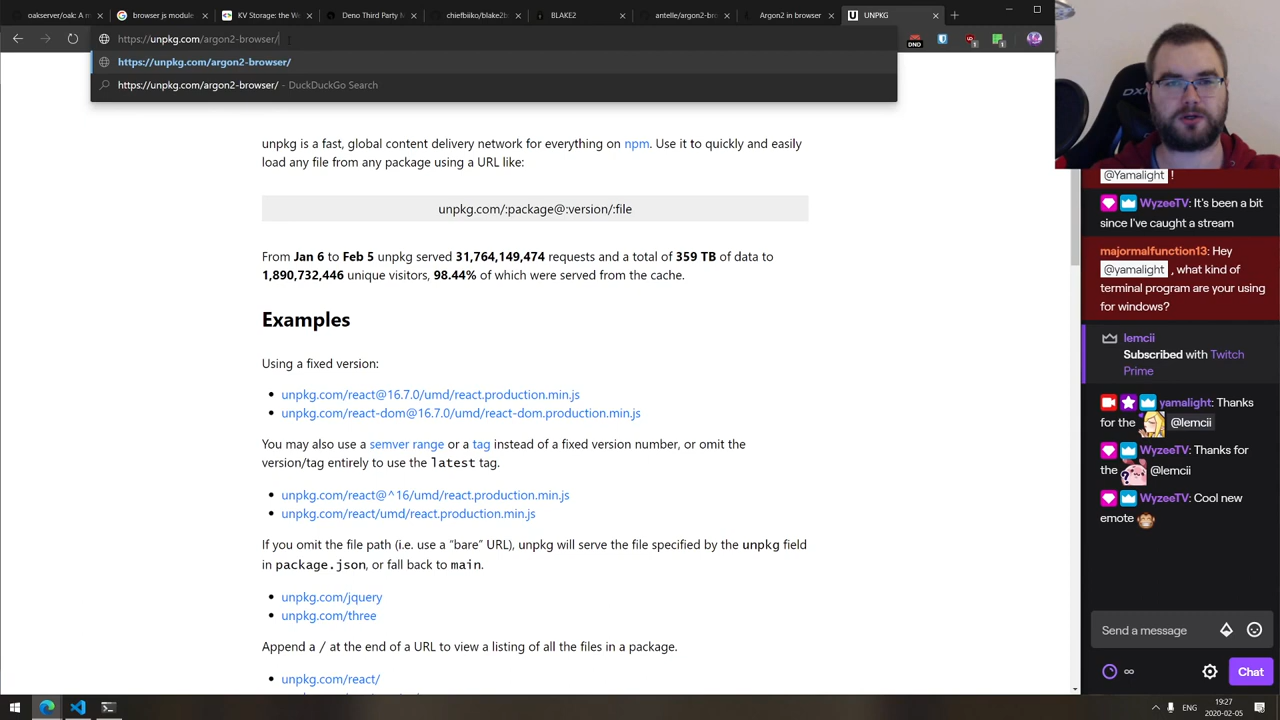 oakserver/oak: A m
browser js module
KV Storage: the We
Deno Third Party M
chiefbiiko/blake2b
BLAKE2
antelle/argon2-bro
Argon2 in browser
UNPKG
https://unpkg.com/argon2-browser/
https://unpkg.com/argon2-browser/
https://unpkg.com/argon2-browser/ - DuckDuckGo Search
DND
unpkg is a fast, global content delivery network for everything on npm. Use it to quickly and easily
load any file from any package using a URL like:
unpkg.com/:package@:version/:file
From Jan 6 to Feb 5 unpkg served 31,764,149,474 requests and a total of 359 TB of data to
1,890,732,446 unique visitors, 98.44% of which were served from the cache.
Examples
Using a fixed version:
unpkg.com/react@16.7.0/umd/react.production.min.js
unpkg.com/react-dom@16.7.0/umd/react-dom.production.min.js
You may also use a semver range or a tag instead of a fixed version number, or omit the
version/tag entirely to use the latest tag.
unpkg.com/react@^16/umd/react.production.min.js
unpkg.com/react/umd/react.production.min.js
If you omit the file path (i.e. use a “bare” URL), unpkg will serve the file specified by the unpkg field
in package.json, or fall back to main.
unpkg.com/jquery
unpkg.com/three
Append a / at the end of a URL to view a listing of all the files in a package.
unpkg.com/react/
@Yamalight !
WyzeeTV: It's been a bit
since I've caught a stream
majormalfunction13: Hey
@yamalight , what kind of
terminal program are your using
for windows?
lemcii
Subscribed with Twitch
Prime
yamalight: Thanks
for the @lemcii
WyzeeTV: Thanks for
the @lemcii
WyzeeTV: Cool new
emote
Send a message
∞
Chat
ENG
19:27
2020-02-05